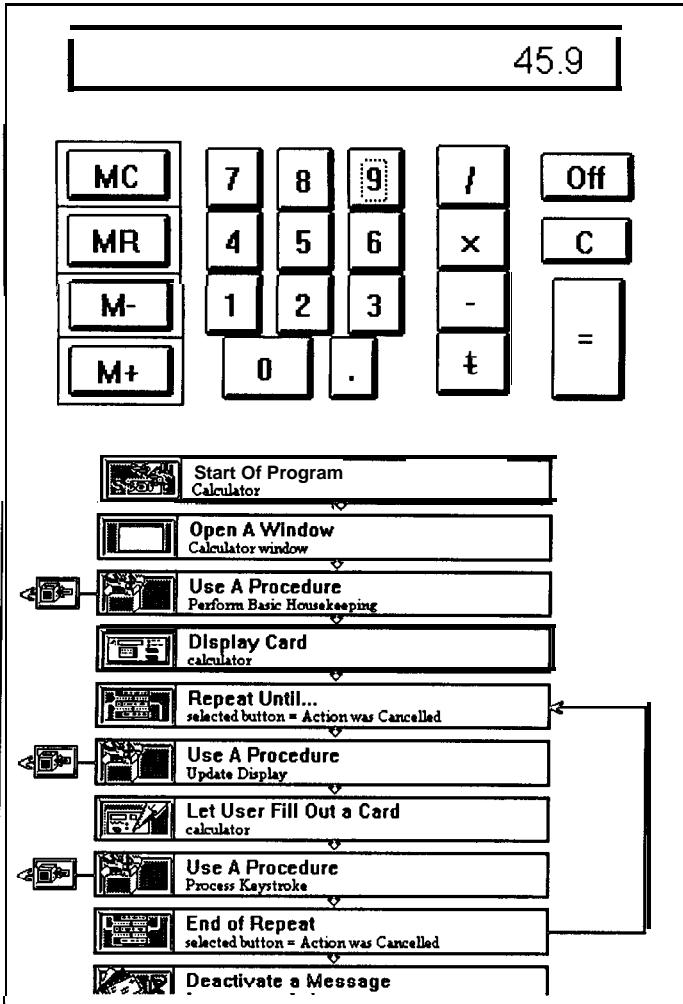 45.9
MC 7 8 9 / Off
MR 4 5 6 × C
M- 1 2 3 - =
M+ 0 .
Start Of Program
Calculator
Open A Window
Calculator window
Use A Procedure
Perform Basic Housekeeping
Display Card
calculator
Repeat Until...
selected button = Action was Cancelled
Use A Procedure
Update Display
Let User Fill Out a Card
calculator
Use A Procedure
Process Keystroke
End of Repeat
selected button = Action was Cancelled
Deactivate a Message